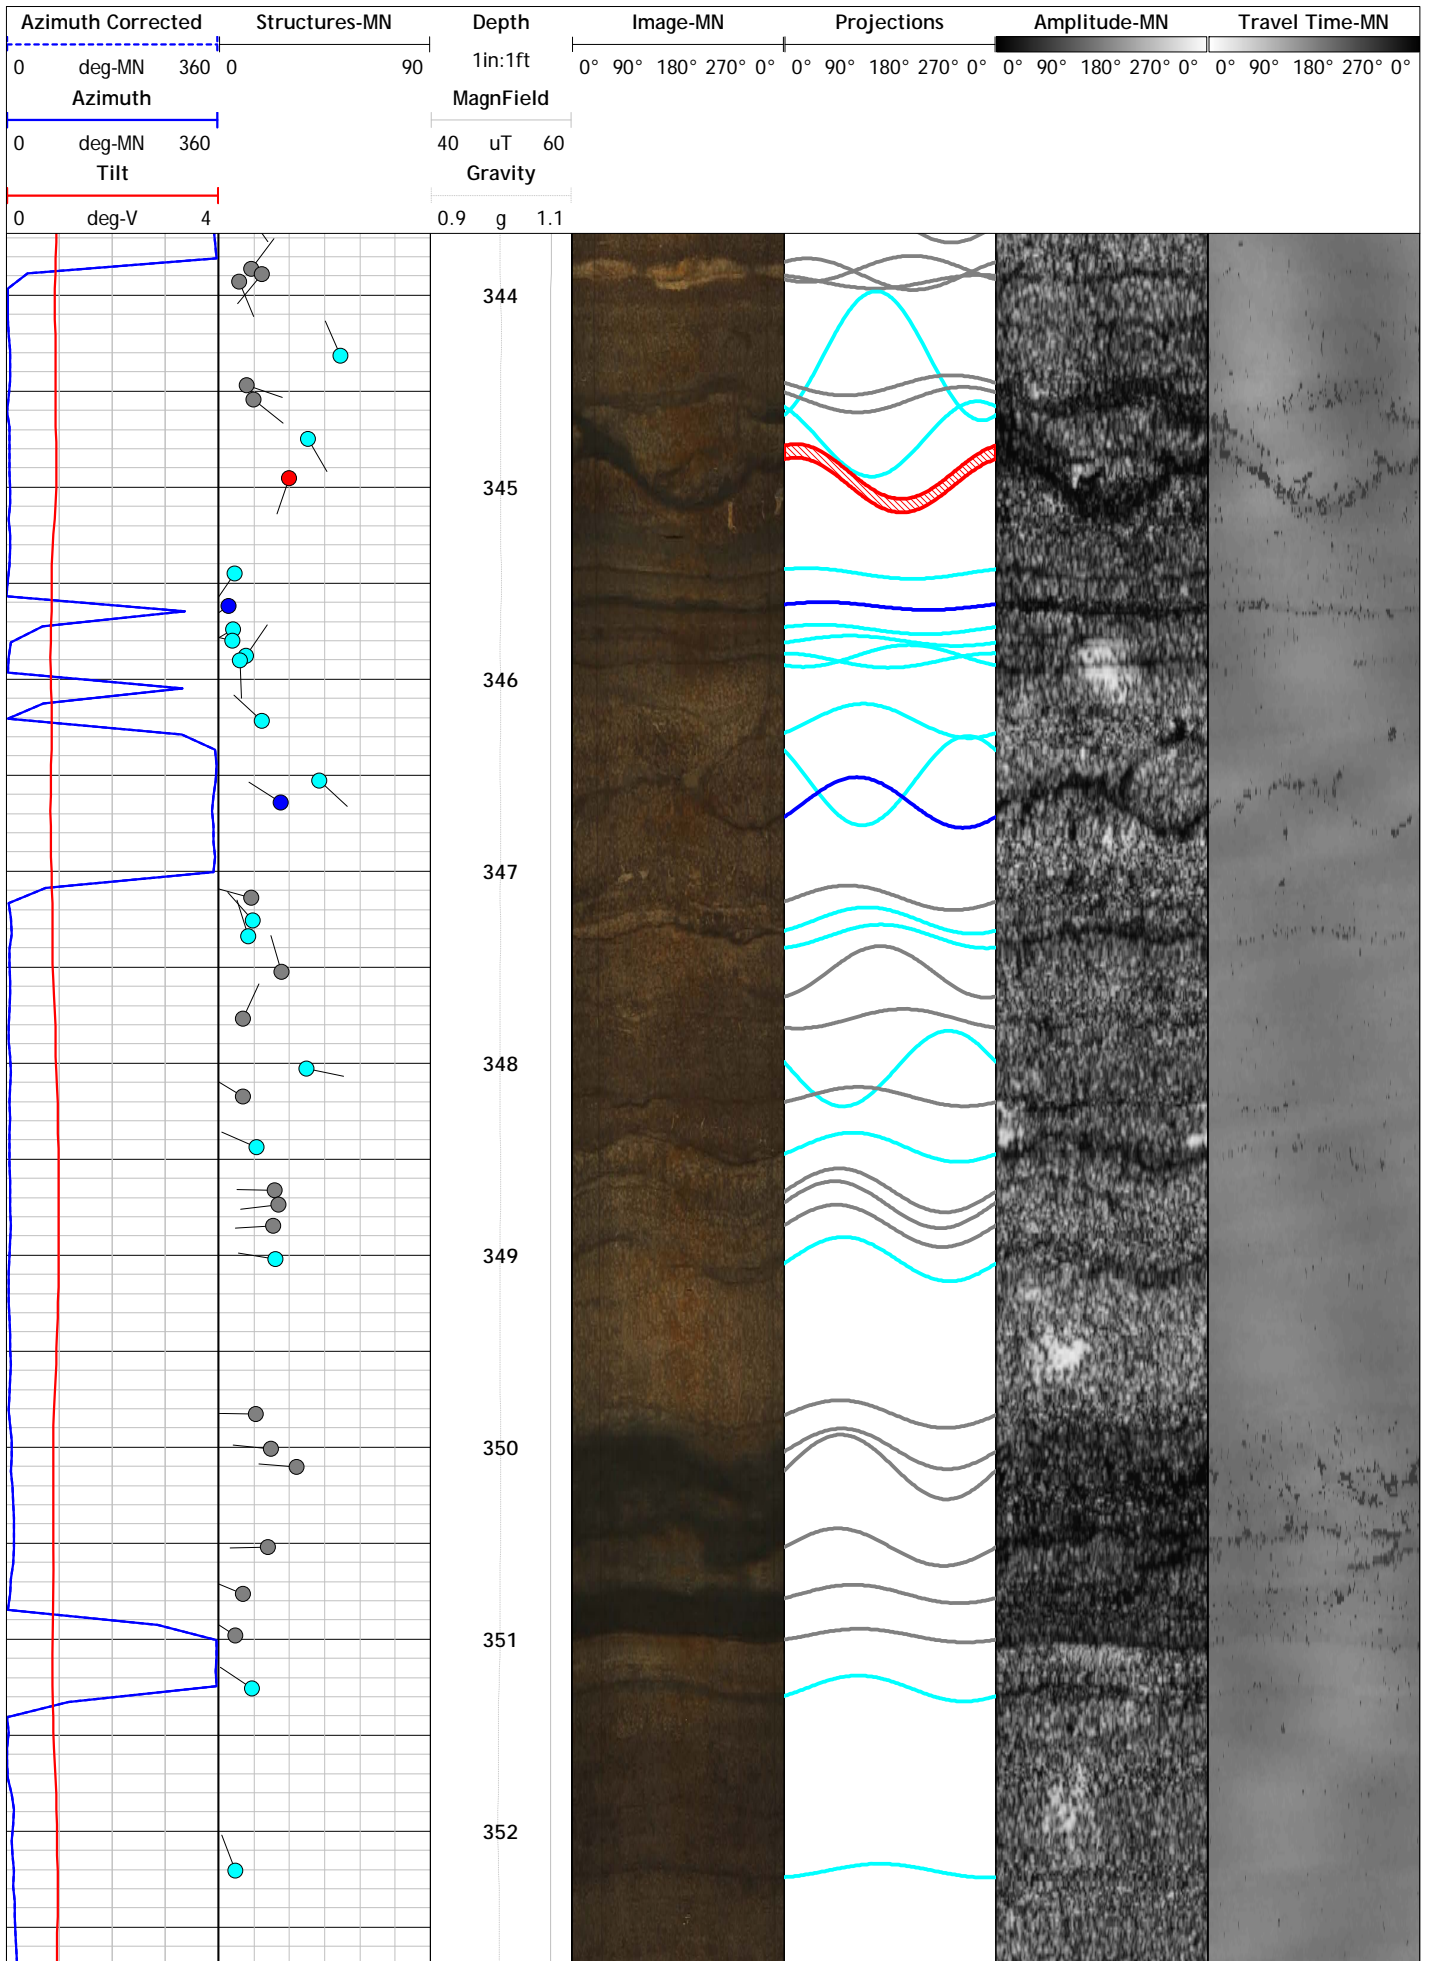 Azimuth Corrected Structures-MN Depth Image-MN Projections Amplitude-MN Travel Time-MN
0 deg-MN 360 0 90 1in:1ft 0° 90° 180° 270° 0° 0° 90° 180° 270° 0° 0° 90° 180° 270° 0° 0° 90° 180° 270° 0°
Azimuth MagnField
0 deg-MN 360 40 uT 60
Tilt Gravity
0 deg-V 4 0.9 g 1.1
344
345
346
347
348
349
350
351
352